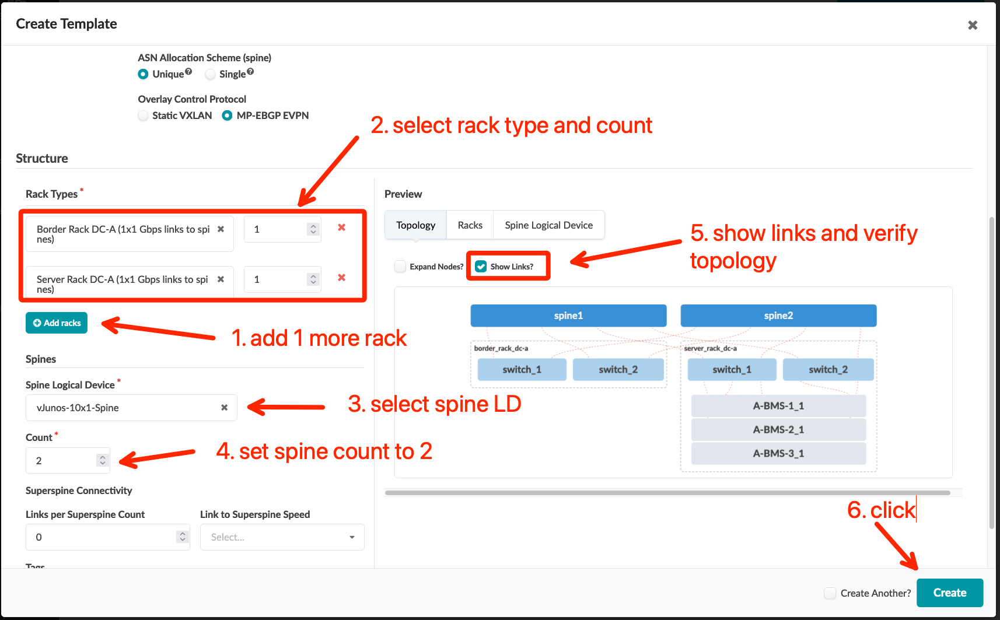 Create Template
ASN Allocation Scheme (spine)
Unique? Single?
Overlay Control Protocol
Static VXLAN MP-EBGP EVPN
2. select rack type and count
Structure
Rack Types *
Border Rack DC-A (1x1 Gbps links to spi
nes)
1
Server Rack DC-A (1x1 Gbps links to spi
nes)
1
Add racks
1. add 1 more rack
Spines
Spine Logical Device *
vJunos-10x1-Spine
3. select spine LD
Count *
2
4. set spine count to 2
Superspine Connectivity
Links per Superspine Count
0
Link to Superspine Speed
Select...
Tags
Preview
Topology Racks Spine Logical Device
Expand Nodes? Show Links?
5. show links and verify
topology
spine1 spine2
border_rack_dc-a
switch_1 switch_2
server_rack_dc-a
switch_1 switch_2
A-BMS-1_1
A-BMS-2_1
A-BMS-3_1
6. click
Create Another? Create